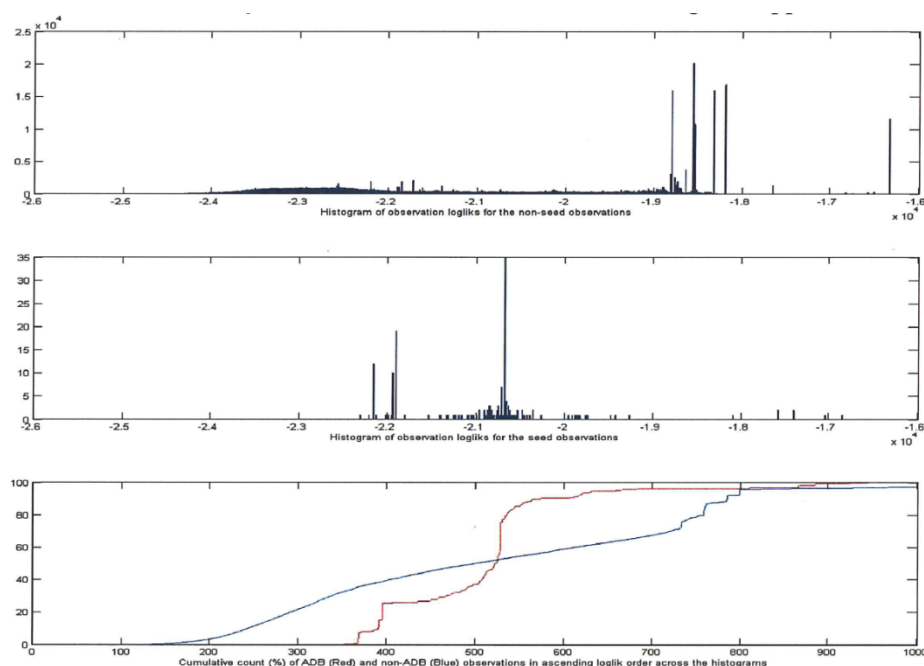 x 10^4
2.5
2
1.5
1
0.5
0
-2.6 -2.5 -2.4 -2.3 -2.2 -2.1 -2 -1.9 -1.8 -1.7 -1.6
Histogram of observation logliks for the non-seed observations
x 10^4
35
30
25
20
15
10
5
0
-2.6 -2.5 -2.4 -2.3 -2.2 -2.1 -2 -1.9 -1.8 -1.7 -1.6
Histogram of observation logliks for the seed observations
x 10^4
100
80
60
40
20
0
0 100 200 300 400 500 600 700 800 900 1000
Cumulative count (%) of ADB (Red) and non-ADB (Blue) observations in ascending loglik order across the histograms